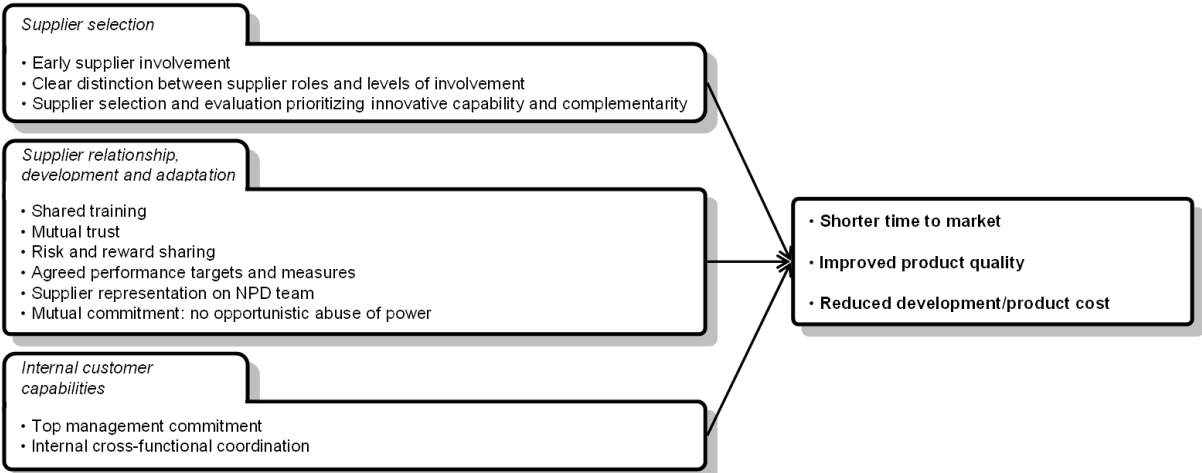 Supplier selection
• Early supplier involvement
• Clear distinction between supplier roles and levels of involvement
• Supplier selection and evaluation prioritizing innovative capability and complementarity
Supplier relationship,
development and adaptation
• Shared training
• Mutual trust
• Risk and reward sharing
• Agreed performance targets and measures
• Supplier representation on NPD team
• Mutual commitment: no opportunistic abuse of power
Internal customer
capabilities
• Top management commitment
• Internal cross-functional coordination
• Shorter time to market
• Improved product quality
• Reduced development/product cost